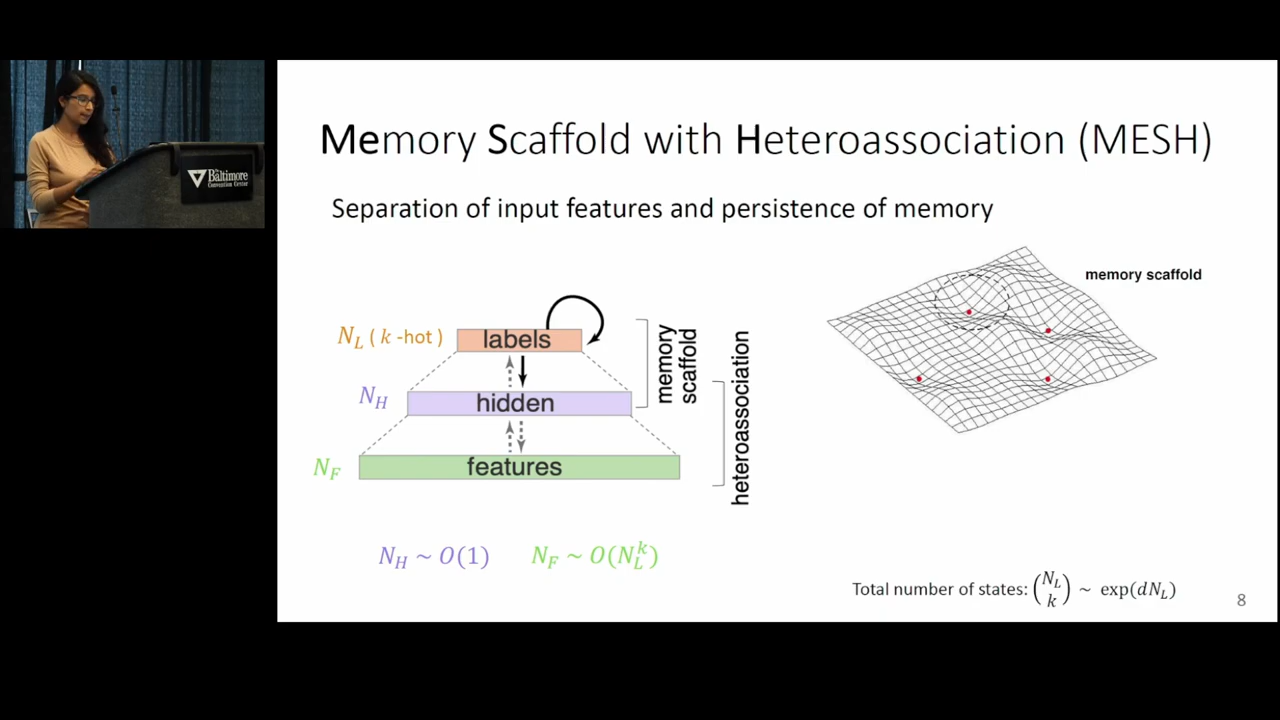 The Baltimore
Convention Center
Memory Scaffold with Heteroassociation (MESH)
Separation of input features and persistence of memory
memory scaffold
N_L ( k -hot )
labels
memory
scaffold
N_H
hidden
heteroassociation
N_F
features
N_H ~ O(1)
N_F ~ O(N_L^k)
Total number of states: (N_L k) ~ exp(dN_L)
8